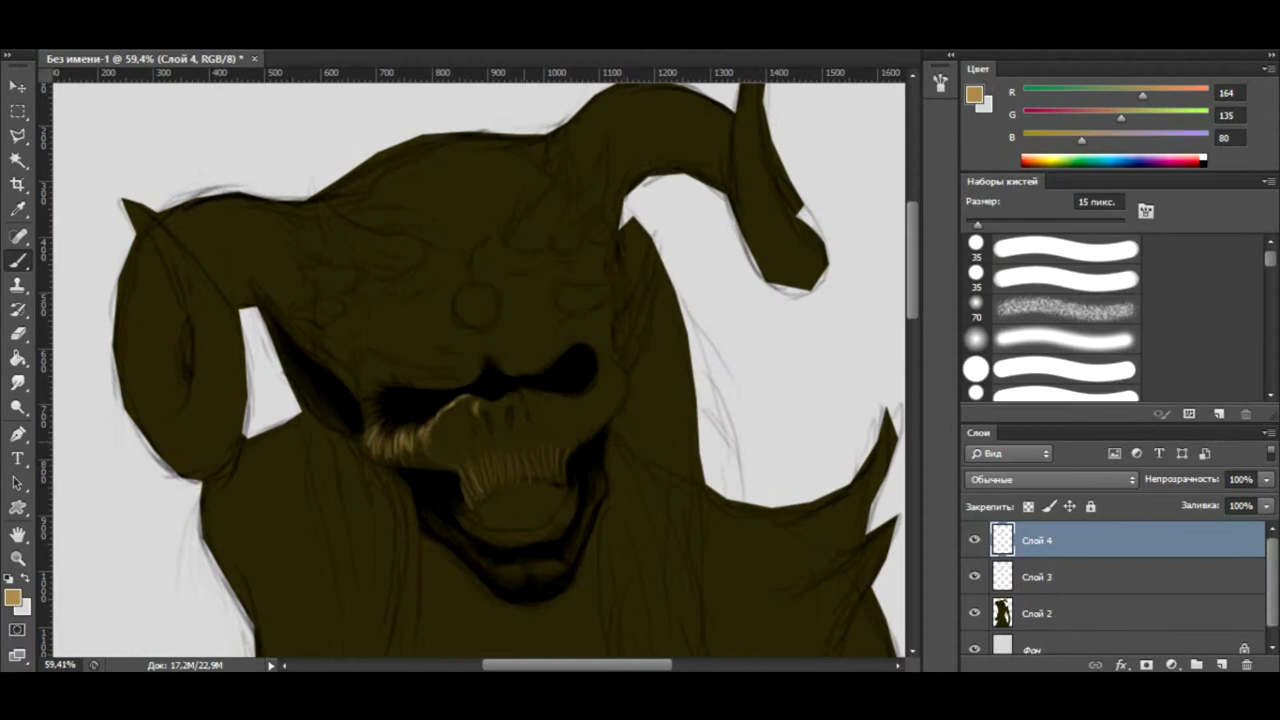 Без имени-1 @ 59,4% (Слой 4, RGB/8) *
200 300 400 500 600 700 800 900 1000 1100 1200 1300 1400 1500 1600
Цвет
R 164
G 135
B 80
Наборы кистей
Размер: 15 пикс.
35
35
70
Слои
Вид
Обычные Непрозрачность: 100%
Закрепить: Заливка: 100%
Слой 4
Слой 3
Слой 2
Фон
fx
59,41% Док: 17,2M/22,9M